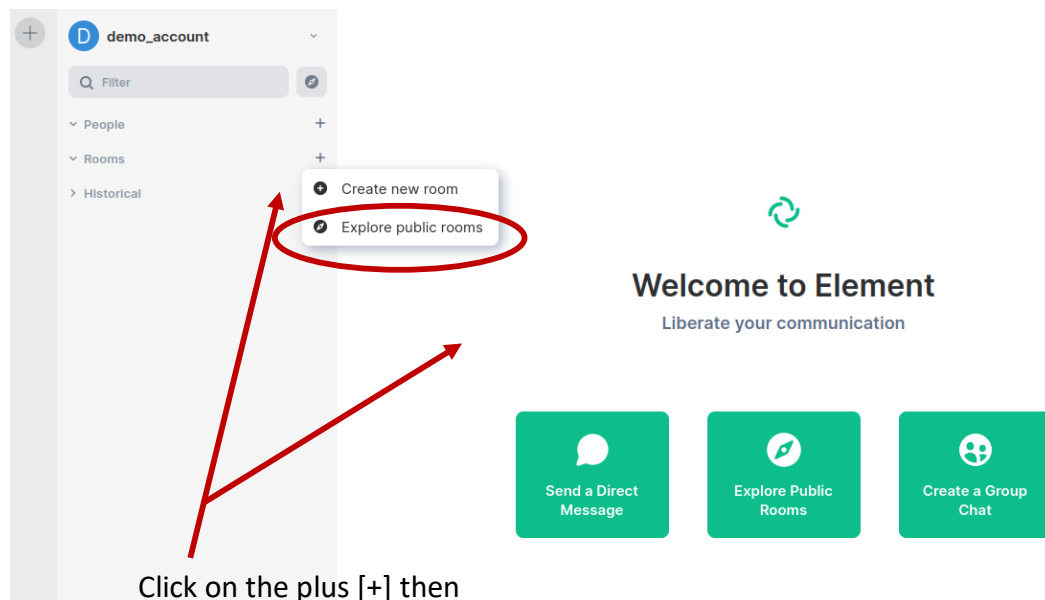 D demo_account
Filter
People
Rooms
Historical
Create new room
Explore public rooms
Welcome to Element
Liberate your communication
Send a Direct
Message
Explore Public
Rooms
Create a Group
Chat
Click on the plus [+] then